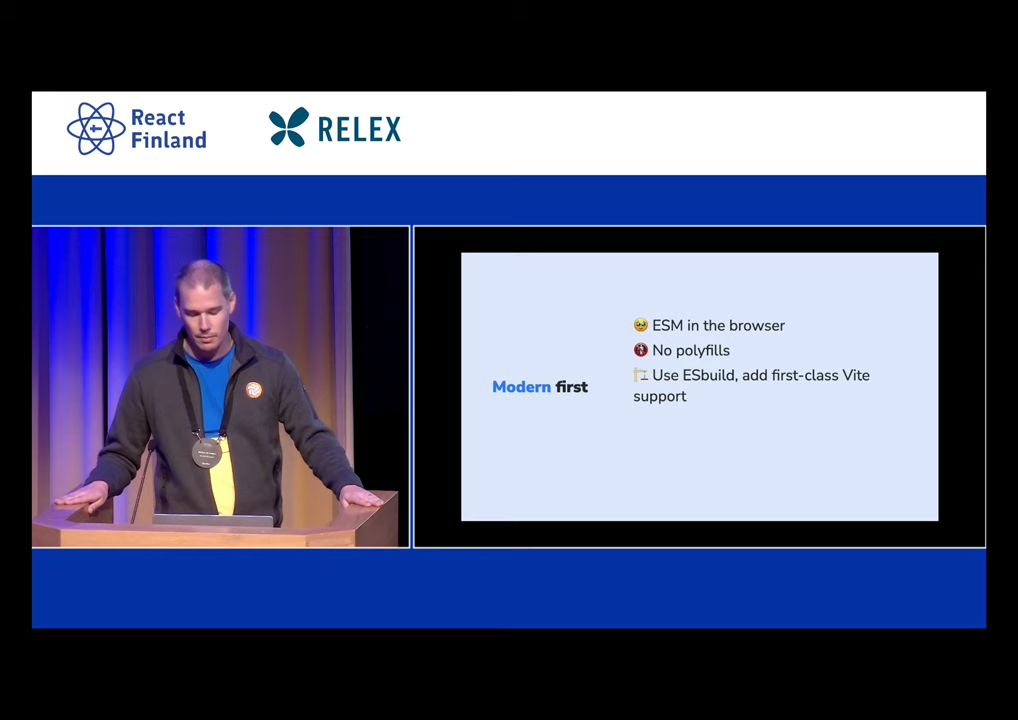 React
Finland
RELEX
Modern first
🥹 ESM in the browser
No polyfills
🏗️ Use ESbuild, add first-class Vite
support